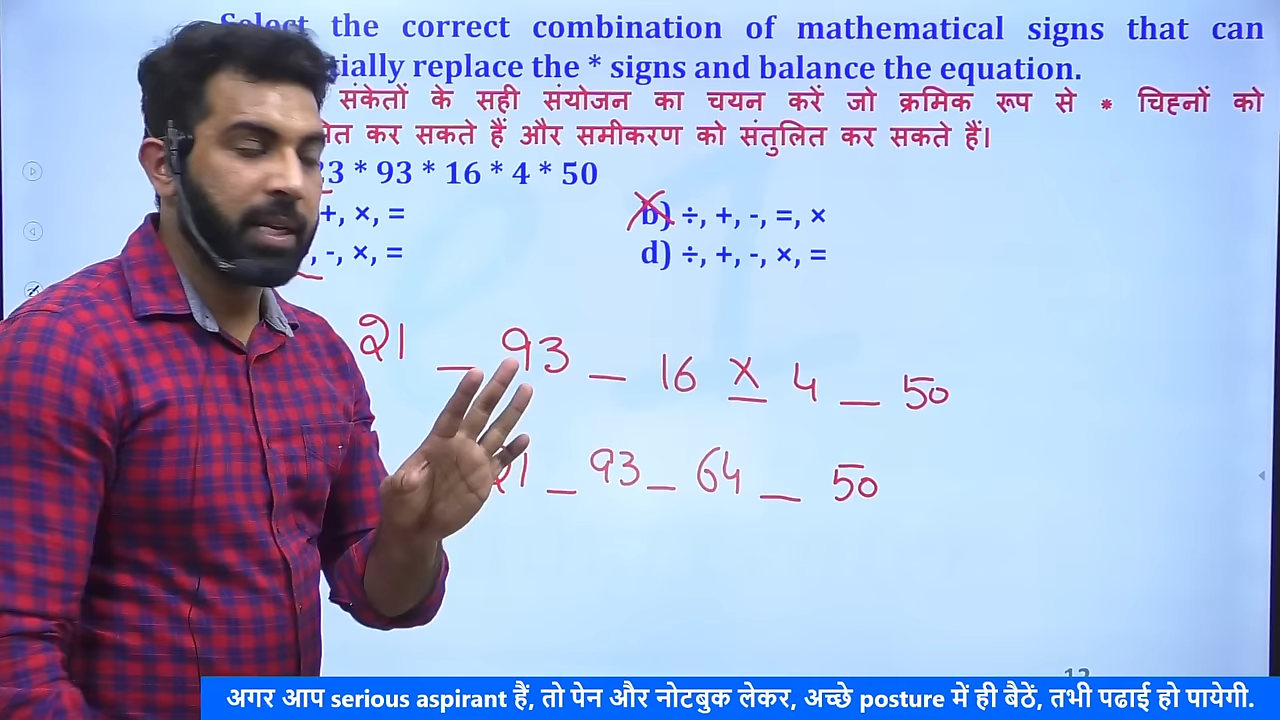 Select the correct combination of mathematical signs that can
tially replace the * signs and balance the equation.
संकेतों के सही संयोजन का चयन करें जो क्रमिक रूप से * चिह्नों को
पित कर सकते हैं और समीकरण को संतुलित कर सकते हैं।
23 * 93 * 16 * 4 * 50
+, ×, =
b) ÷, +, -, =, ×
, -, ×, =
d) ÷, +, -, ×, =
21 _ 93 _ 16 × 4 _ 50
21 _ 93 _ 64 _ 50
अगर आप serious aspirant हैं, तो पेन और नोटबुक लेकर, अच्छे posture में ही बैठें, तभी पढाई हो पायेगी.